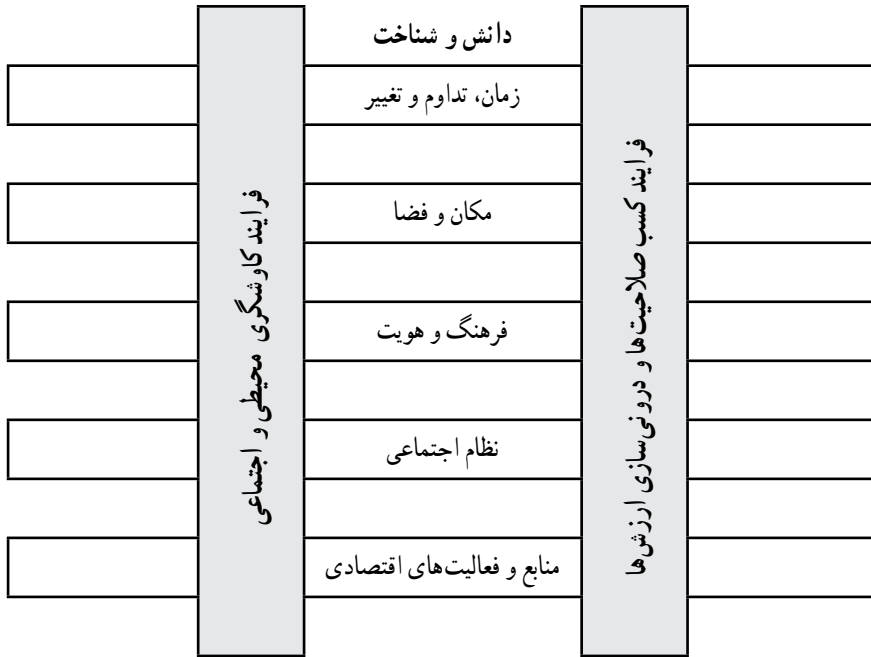 دانش و شناخت
زمان، تداوم و تغییر
مکان و فضا
فرهنگ و هویت
نظام اجتماعی
منابع و فعالیت‌های اقتصادی
فرایند کسب صلاحیت‌ها و درونی‌سازی ارزش‌ها
فرایند کاوشگری محیطی و اجتماعی